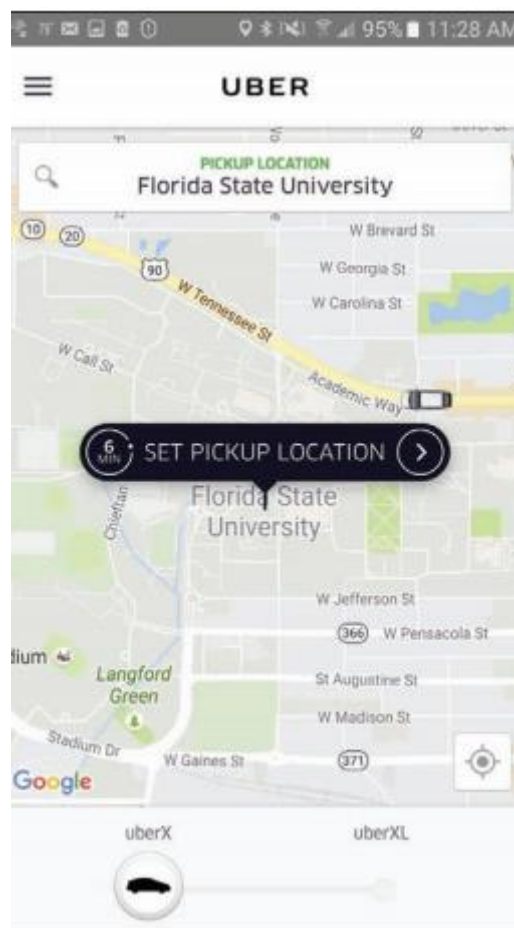 95% 11:28 AM
UBER
PICKUP LOCATION
Florida State University
10
20
W Brevard St
90
W Georgia St
W Tennessee St
W Carolina St
W Call St
Academic Way
6
MIN
SET PICKUP LOCATION
Chieftan
Florida State
University
W Jefferson St
366
W Pensacola St
dium
Langford
Green
St Augustine St
W Madison St
Stadium Dr
W Gaines St
371
Google
uberX
uberXL